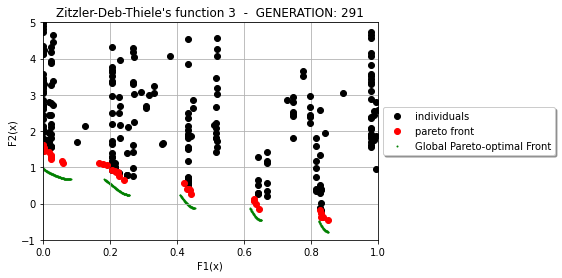 Zitzler-Deb-Thiele's function 3 - GENERATION: 291
5
4
3
2
1
0
−1
F2(x)
0.0 0.2 0.4 0.6 0.8 1.0
F1(x)
individuals
pareto front
Global Pareto-optimal Front